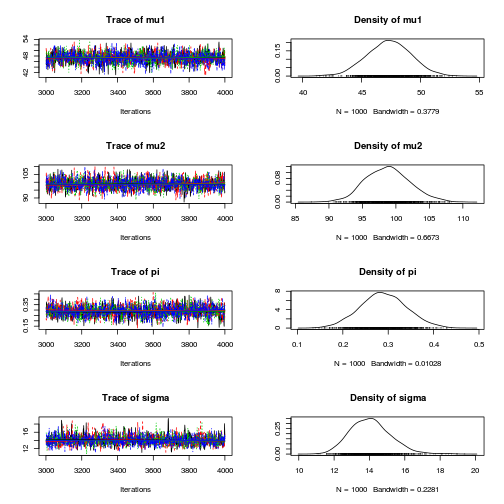 Trace of mu1
54
48
42
3000 3200 3400 3600 3800 4000
Iterations
Density of mu1
0.15
0.00
40 45 50 55
N = 1000 Bandwidth = 0.3779
Trace of mu2
105
90
3000 3200 3400 3600 3800 4000
Iterations
Density of mu2
0.08
0.00
85 90 95 100 105 110
N = 1000 Bandwidth = 0.6673
Trace of pi
0.35
0.15
3000 3200 3400 3600 3800 4000
Iterations
Density of pi
8
4
0
0.1 0.2 0.3 0.4 0.5
N = 1000 Bandwidth = 0.01028
Trace of sigma
16
12
3000 3200 3400 3600 3800 4000
Iterations
Density of sigma
0.25
0.00
10 12 14 16 18 20
N = 1000 Bandwidth = 0.2281